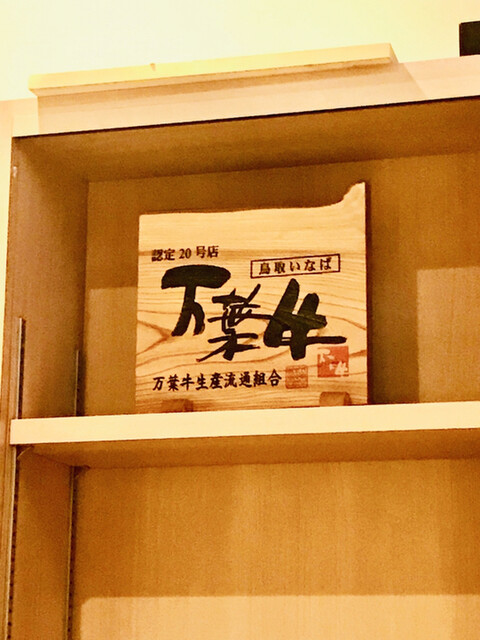 認定20号店
鳥取いなば
万葉牛
万葉牛生産流通組合